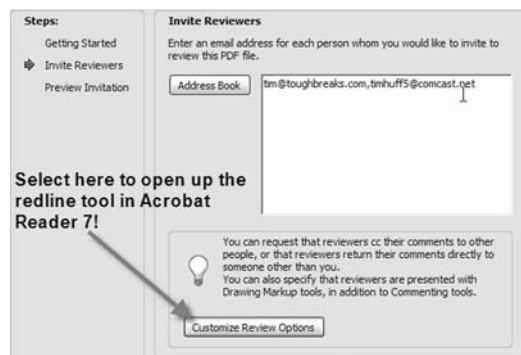 Steps:
Getting Started
Invite Reviewers
Preview Invitation
Invite Reviewers
Enter an email address for each person whom you would like to invite to
review this PDF file.
Address Book
tim@toughbreaks.com,timhuff5@comcast.net
Select here to open up the
redline tool in Acrobat
Reader 7!
You can request that reviewers cc their comments to other
people, or that reviewers return their comments directly to
someone other than you.
You can also specify that reviewers are presented with
Drawing Markup tools, in addition to Commenting tools.
Customize Review Options